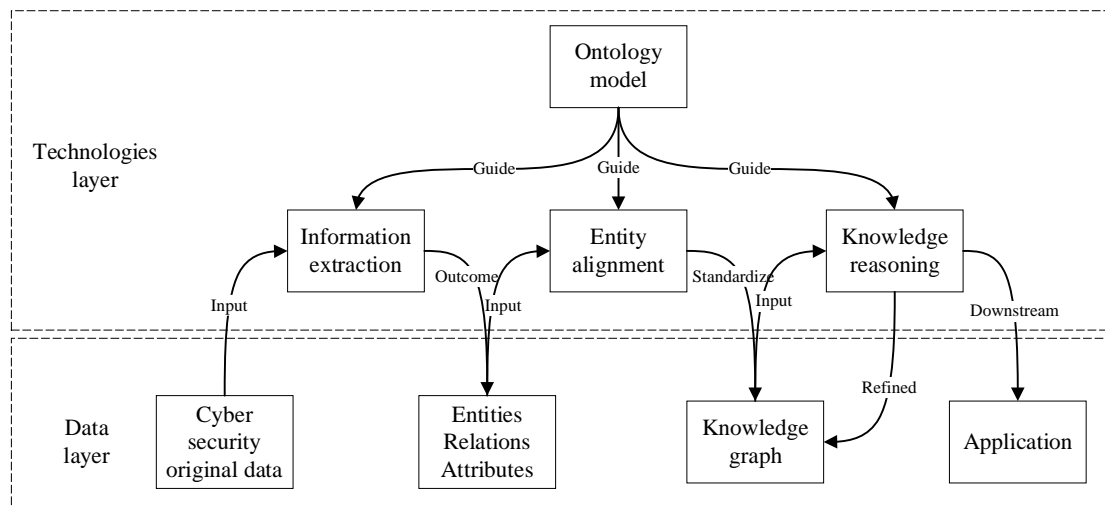 Ontology
model
Technologies
layer
Guide
Guide
Guide
Information
extraction
Entity
alignment
Knowledge
reasoning
Outcome
Standardize
Input
Input
Input
Downstream
Refined
Data
layer
Cyber
security
original data
Entities
Relations
Attributes
Knowledge
graph
Application